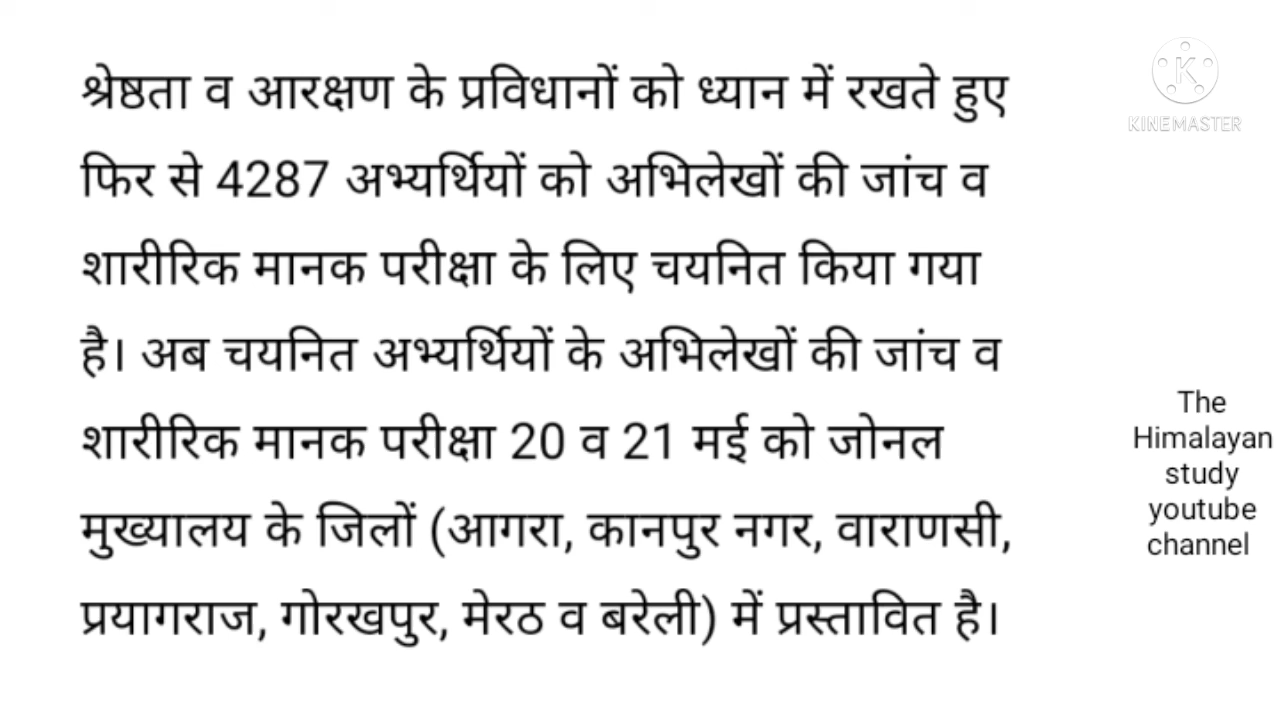 श्रेष्ठता व आरक्षण के प्रविधानों को ध्यान में रखते हुए
फिर से 4287 अभ्यर्थियों को अभिलेखों की जांच व
शारीरिक मानक परीक्षा के लिए चयनित किया गया
है। अब चयनित अभ्यर्थियों के अभिलेखों की जांच व
शारीरिक मानक परीक्षा 20 व 21 मई को जोनल
मुख्यालय के जिलों (आगरा, कानपुर नगर, वाराणसी,
प्रयागराज, गोरखपुर, मेरठ व बरेली) में प्रस्तावित है।
K
KINEMASTER
The
Himalayan
study
youtube
channel